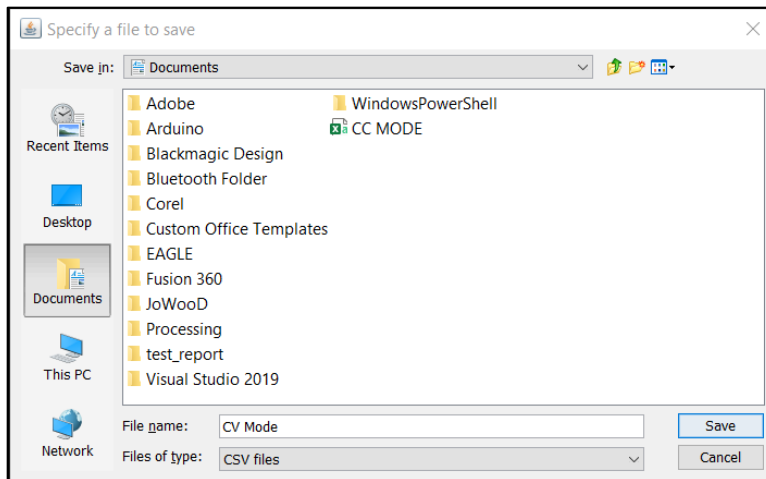 Specify a file to save
Save in: Documents
Recent Items
Desktop
Documents
This PC
Network
Adobe
Arduino
Blackmagic Design
Bluetooth Folder
Corel
Custom Office Templates
EAGLE
Fusion 360
JoWooD
Processing
test_report
Visual Studio 2019
WindowsPowerShell
CC MODE
File name: CV Mode
Save
Files of type: CSV files
Cancel